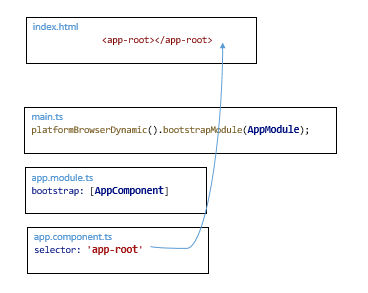 index.html
<app-root></app-root>
main.ts
platformBrowserDynamic().bootstrapModule(AppModule);
app.module.ts
bootstrap: [AppComponent]
app.component.ts
selector: 'app-root'